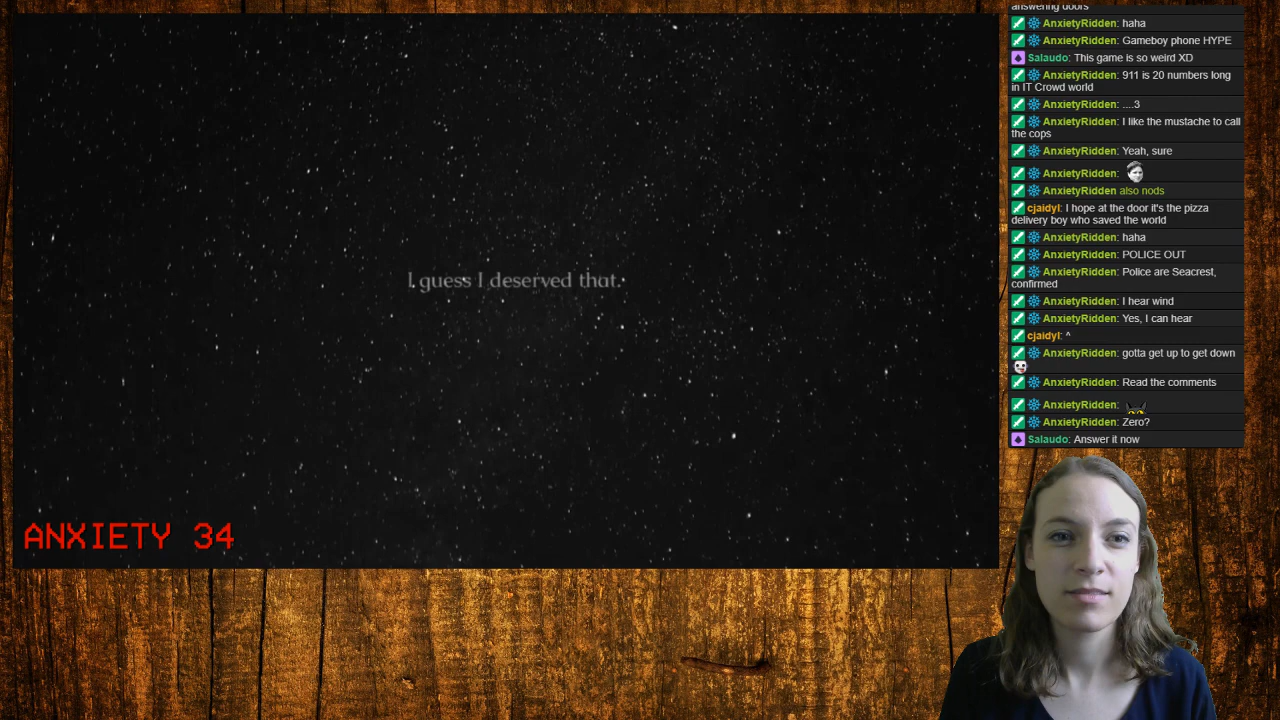 I guess I deserved that.
ANXIETY 34
answering doors
AnxietyRidden: haha
AnxietyRidden: Gameboy phone HYPE
Salaudo: This game is so weird XD
AnxietyRidden: 911 is 20 numbers long
in IT Crowd world
AnxietyRidden: ....3
AnxietyRidden: I like the mustache to call
the cops
AnxietyRidden: Yeah, sure
AnxietyRidden:
AnxietyRidden also nods
cjaidyl: I hope at the door it's the pizza
delivery boy who saved the world
AnxietyRidden: haha
AnxietyRidden: POLICE OUT
AnxietyRidden: Police are Seacrest,
confirmed
AnxietyRidden: I hear wind
AnxietyRidden: Yes, I can hear
cjaidyl: ^
AnxietyRidden: gotta get up to get down
AnxietyRidden: Read the comments
AnxietyRidden:
AnxietyRidden: Zero?
Salaudo: Answer it now